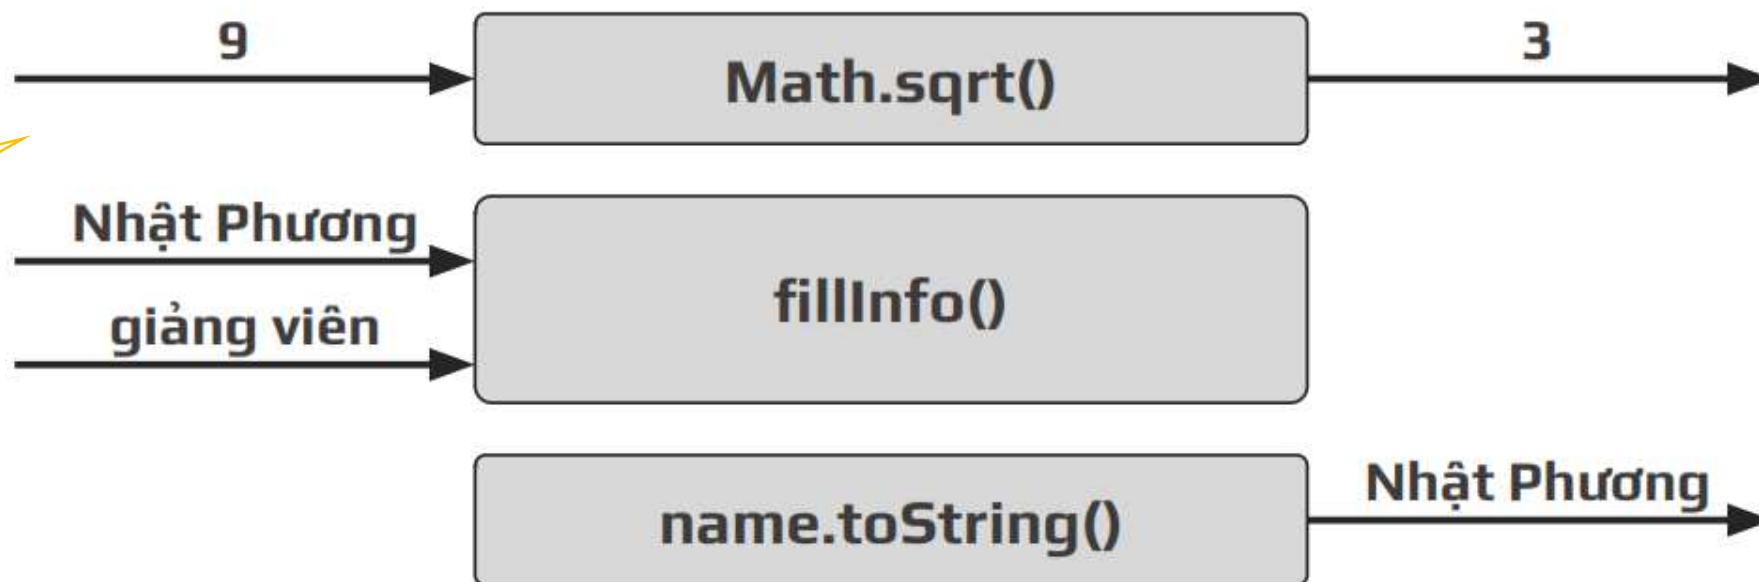 9
Math.sqrt()
3
Nhật Phương
giảng viên
fillInfo()
name.toString()
Nhật Phương